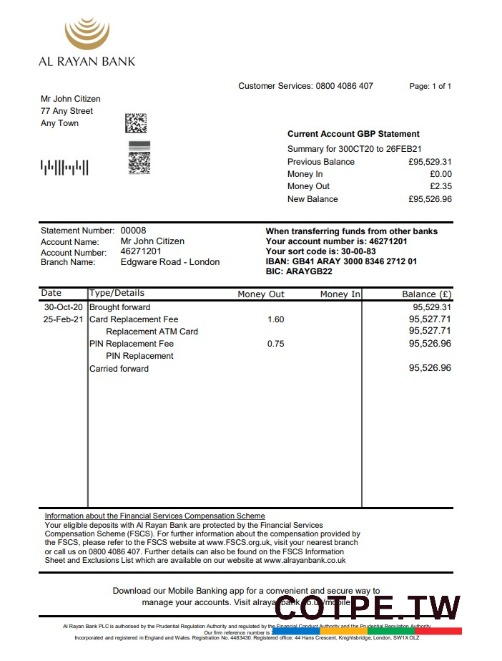 AL RAYAN BANK
Customer Services: 0800 4086 407 Page: 1 of 1
Mr John Citizen
77 Any Street
Any Town
Current Account GBP Statement
Summary for 300CT20 to 26FEB21
Previous Balance £95,529.31
Money In £0.00
Money Out £2.35
New Balance £95,526.96
Statement Number: 00008
Account Name: Mr John Citizen
Account Number: 46271201
Branch Name: Edgware Road - London
When transferring funds from other banks
Your account number is: 46271201
Your sort code is: 30-00-83
IBAN: GB41 ARAY 3000 8346 2712 01
BIC: ARAYGB22
Date Type/Details Money Out Money In Balance (£)
30-Oct-20 Brought forward 95,529.31
25-Feb-21 Card Replacement Fee 1.60 95,527.71
Replacement ATM Card 95,527.71
PIN Replacement Fee 0.75 95,526.96
PIN Replacement
Carried forward 95,526.96
Information about the Financial Services Compensation Scheme
Your eligible deposits with Al Rayan Bank are protected by the Financial Services
Compensation Scheme (FSCS). For further information about the compensation provided by
the FSCS, please refer to the FSCS website at www.FSCS.org.uk, visit your nearest branch
or call us on 0800 4086 407. Further details can also be found on the FSCS Information
Sheet and Exclusions List which are available on our website at www.alrayanbank.co.uk
Download our Mobile Banking app for a convenient and secure way to
manage your accounts. Visit alrayanbank.co.uk/mobile
COTPE.TW
Al Rayan Bank PLC is authorised by the Prudential Regulation Authority and regulated by the Financial Conduct Authority and the Prudential Regulation Authority.
Our firm reference number is
Incorporated and registered in England and Wales. Registration No. 4483430. Registered office: 44 Hans Crescent, Knightsbridge, London, SW1X 0LZ